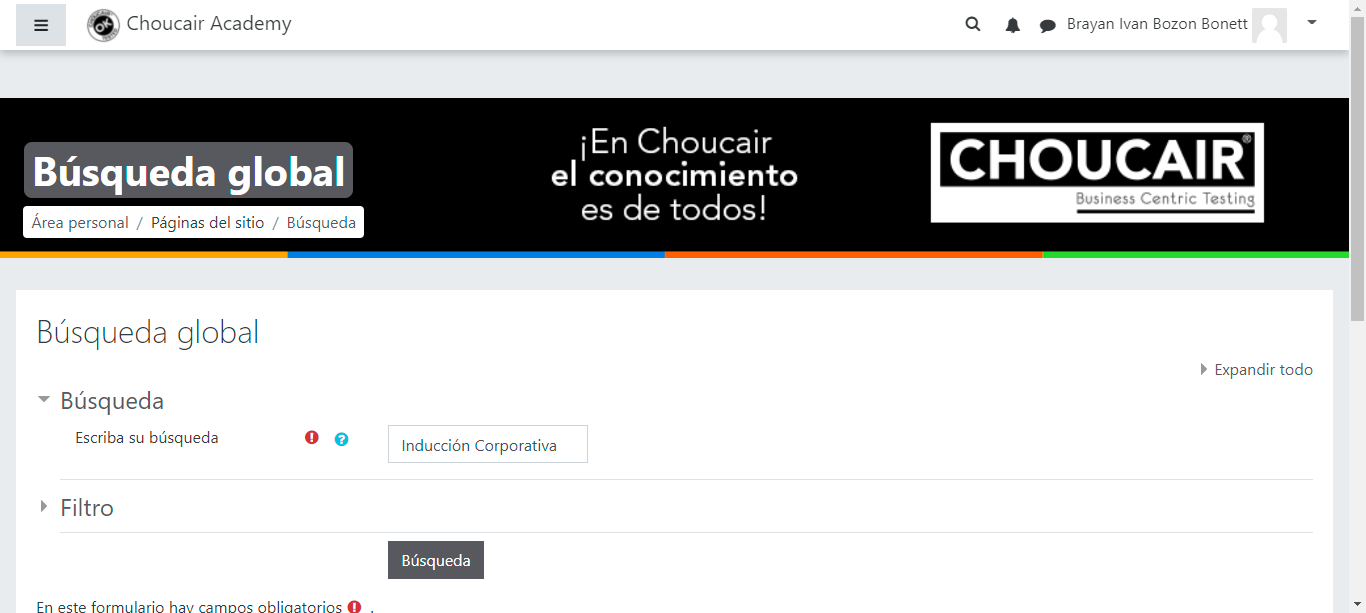 Choucair Academy
Brayan Ivan Bozon Bonett
Búsqueda global
Área personal / Páginas del sitio / Búsqueda
¡En Choucair
el conocimiento
es de todos!
CHOUCAIR®
Business Centric Testing
Búsqueda global
Expandir todo
Búsqueda
Escriba su búsqueda
Inducción Corporativa
Filtro
Búsqueda
En este formulario hay campos obligatorios .